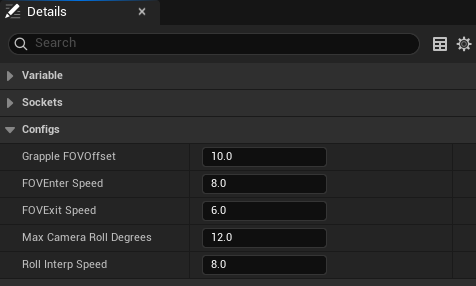 Details
Search
Variable
Sockets
Configs
Grapple FOVOffset 10.0
FOVEnter Speed 8.0
FOVExit Speed 6.0
Max Camera Roll Degrees 12.0
Roll Interp Speed 8.0